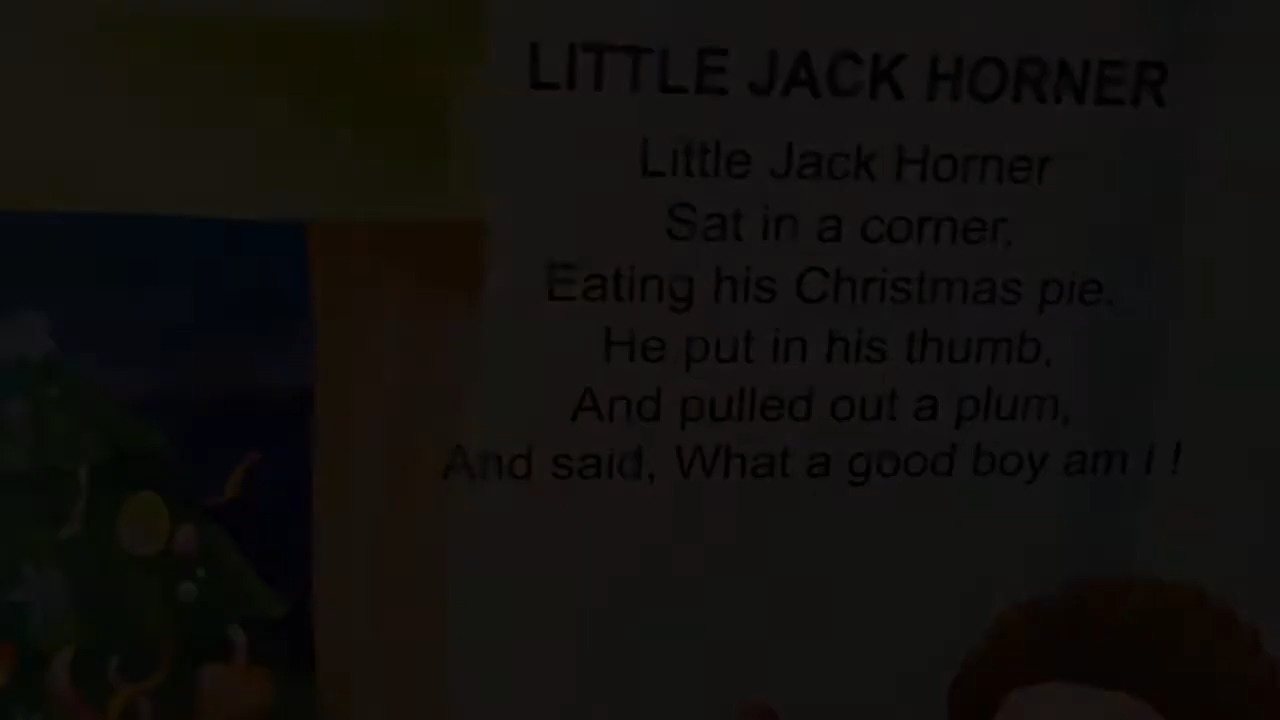 LITTLE JACK HORNER
Little Jack Horner
Sat in a corner,
Eating his Christmas pie.
He put in his thumb,
And pulled out a plum,
And said, What a good boy am I !